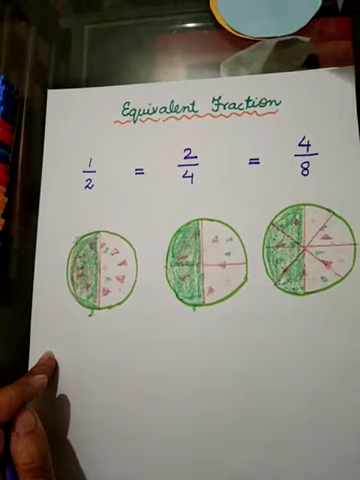 Equivalent Fraction
1/2 = 2/4 = 4/8